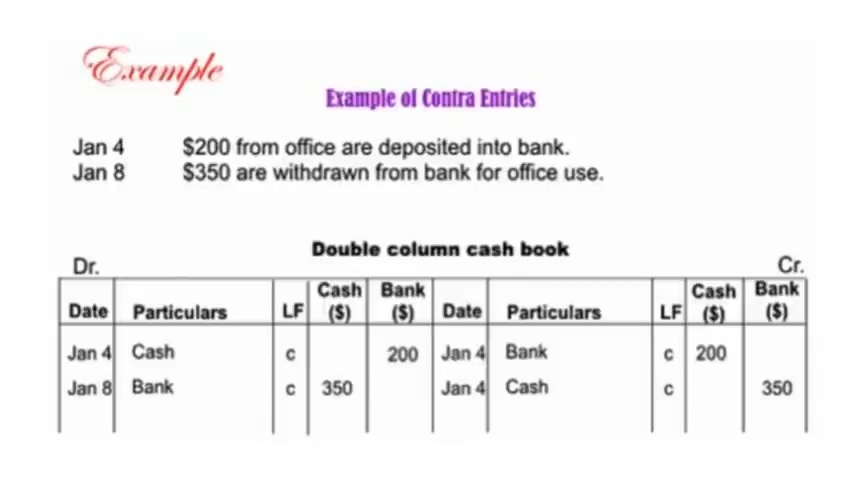 Example
Example of Contra Entries
Jan 4 $200 from office are deposited into bank.
Jan 8 $350 are withdrawn from bank for office use.
Double column cash book
Dr. Cr.
Date Particulars LF Cash ($) Bank ($) Date Particulars LF Cash ($) Bank ($)
Jan 4 Cash c 200 Jan 4 Bank c 200
Jan 8 Bank c 350 Jan 4 Cash c 350